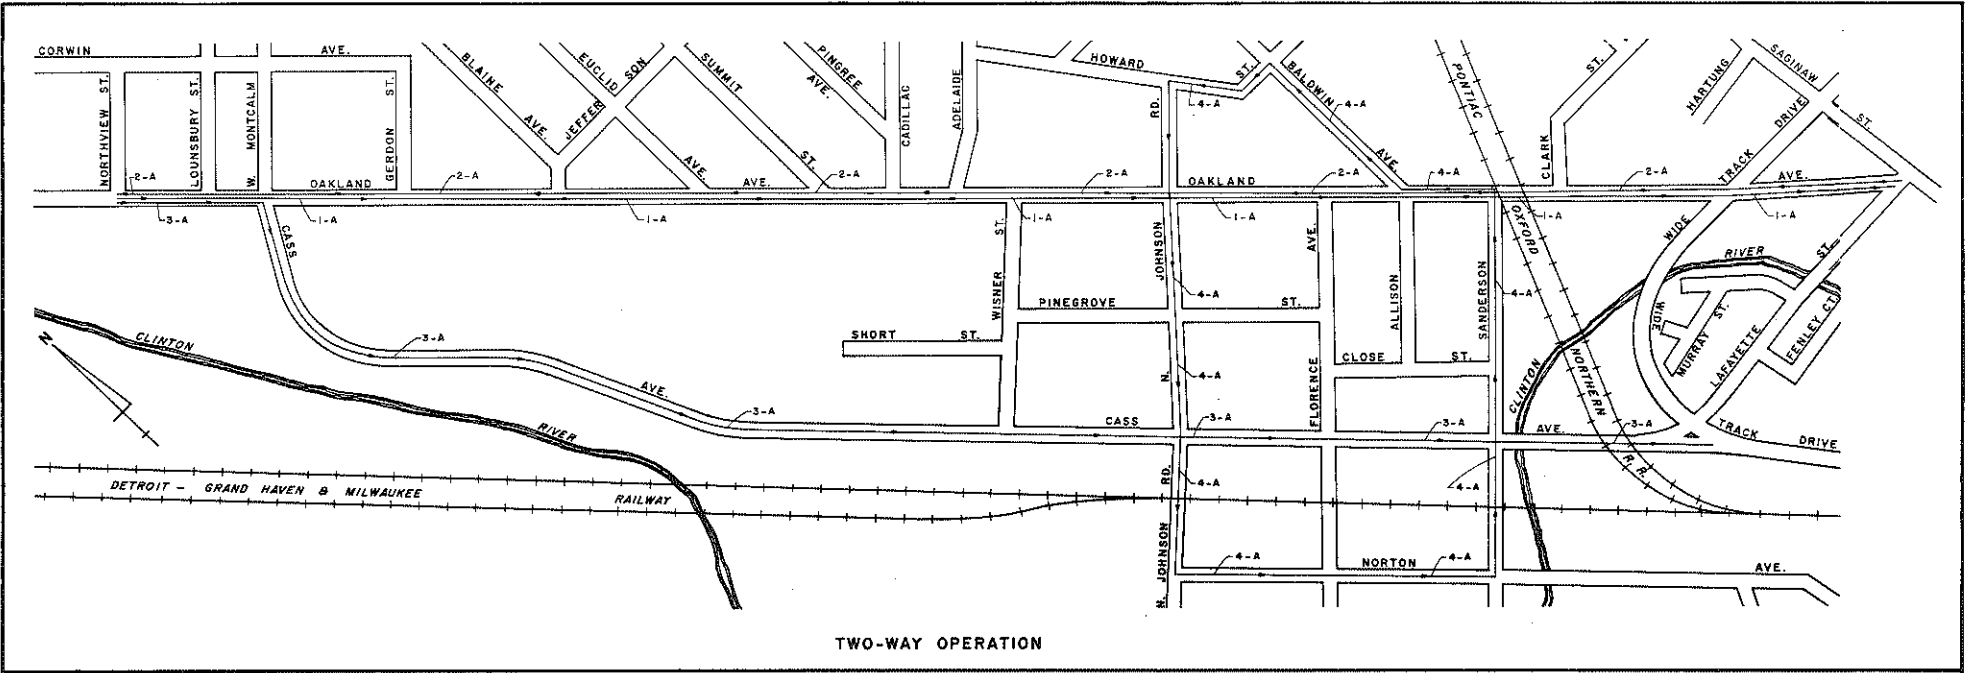 CORWIN AVE.
NORTHVIEW ST.
LOUNSBURY ST.
W. MONTCALM
GERDON ST.
BLAINE AVE.
EUCLID AVE.
JEFFERSON
SUMMIT ST.
PINGREE AVE.
CADILLAC
ADELAIDE
HOWARD ST.
4-A
BALDWIN AVE.
4-A
RD.
PONTIAC
OXFORD
NORTHERN
R. R.
CLARK ST.
HARTUNG
SAGINAW ST.
WIDE TRACK DRIVE
2-A
OAKLAND
2-A
AVE.
2-A
2-A
OAKLAND
2-A
4-A
2-A
AVE.
3-A
1-A
1-A
1-A
1-A
1-A
1-A
CASS
WISNER ST.
JOHNSON
AVE.
ALLISON
SANDERSON
4-A
4-A
PINEGROVE ST.
SHORT ST.
CLOSE ST.
FLORENCE
N.
4-A
RIVER
ST.
WIDE
MURRAY ST.
LAFAYETTE
FENLEY CT.
N
CLINTON
3-A
AVE.
3-A
RIVER
CASS
3-A
3-A
AVE.
3-A
CLINTON
TRACK DRIVE
DETROIT - GRAND HAVEN & MILWAUKEE RAILWAY
RD.
4-A
4-A
N. JOHNSON
4-A
NORTON
4-A
AVE.
TWO-WAY OPERATION